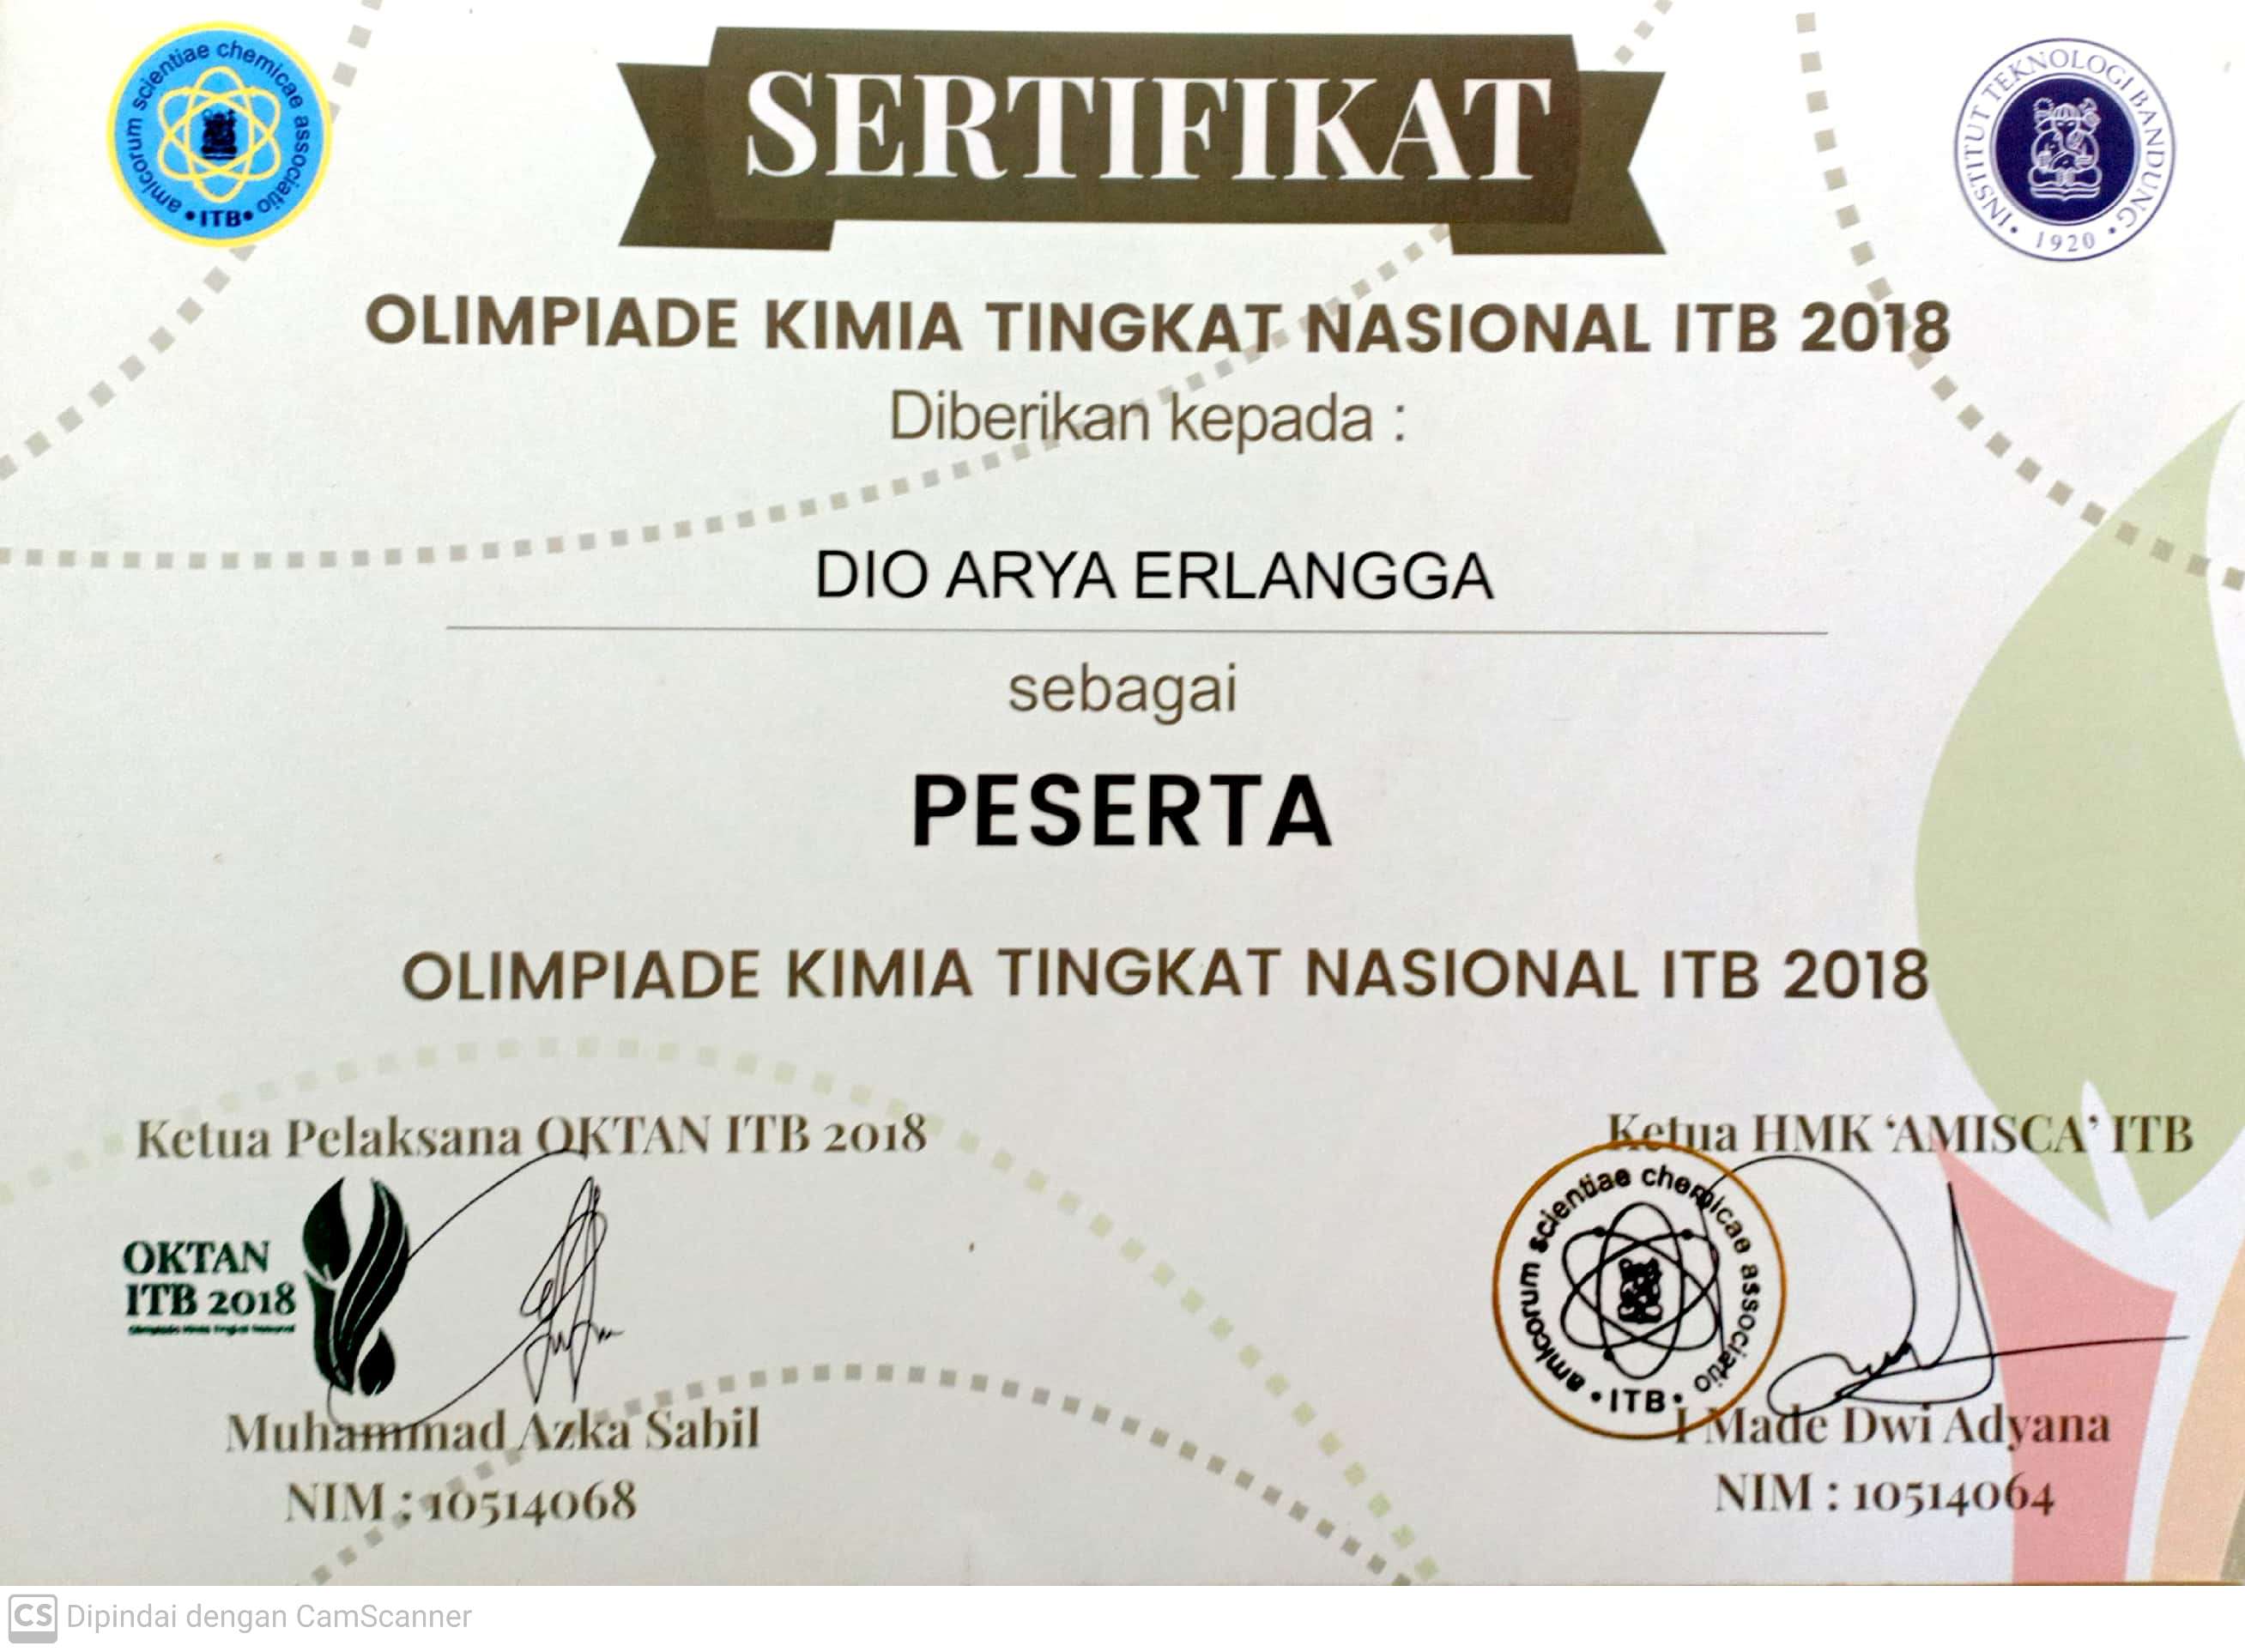 amicorum scientiae chemicae associatio
• ITB •
SERTIFIKAT
INSTITUT TEKNOLOGI BANDUNG
• 1920 •
OLIMPIADE KIMIA TINGKAT NASIONAL ITB 2018
Diberikan kepada :
DIO ARYA ERLANGGA
sebagai
PESERTA
OLIMPIADE KIMIA TINGKAT NASIONAL ITB 2018
Ketua Pelaksana OKTAN ITB 2018
OKTAN
ITB 2018
Olimpiade Kimia Tingkat Nasional
Muhammad Azka Sabil
NIM : 10514068
Ketua HMK ‘AMISCA’ ITB
amicorum scientiae chemicae associatio
• ITB •
I Made Dwi Adyana
NIM : 10514064
CS Dipindai dengan CamScanner